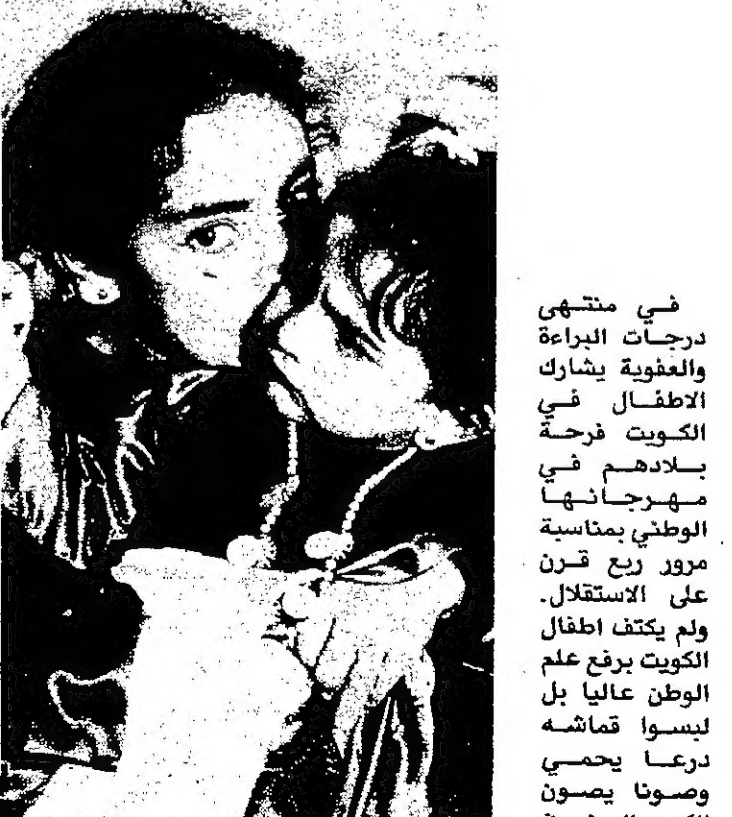 في منتهى
درجات البراءة
والعفوية يشارك
الاطفال في
الكويت فرحة
بلادهم في
مهرجانها
الوطني بمناسبة
مرور ربع قرن
على الاستقلال.
ولم يكتف اطفال
الكويت برفع علم
الوطن عاليا بل
لبسوا قماشه
درعا يحمي
وصونا يصون